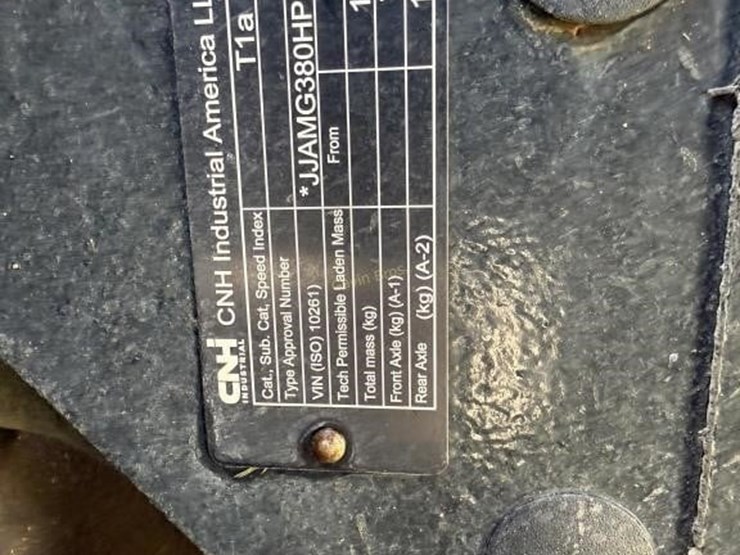 CNH INDUSTRIAL CNH Industrial America LL
Cat., Sub. Cat, Speed Index T1a
Type Approval Number
VIN (ISO) 10261) *JJAMG380HP
Tech Permissible Laden Mass From
Total mass (kg)
Front Axle (kg) (A-1)
Rear Axle (kg) (A-2)